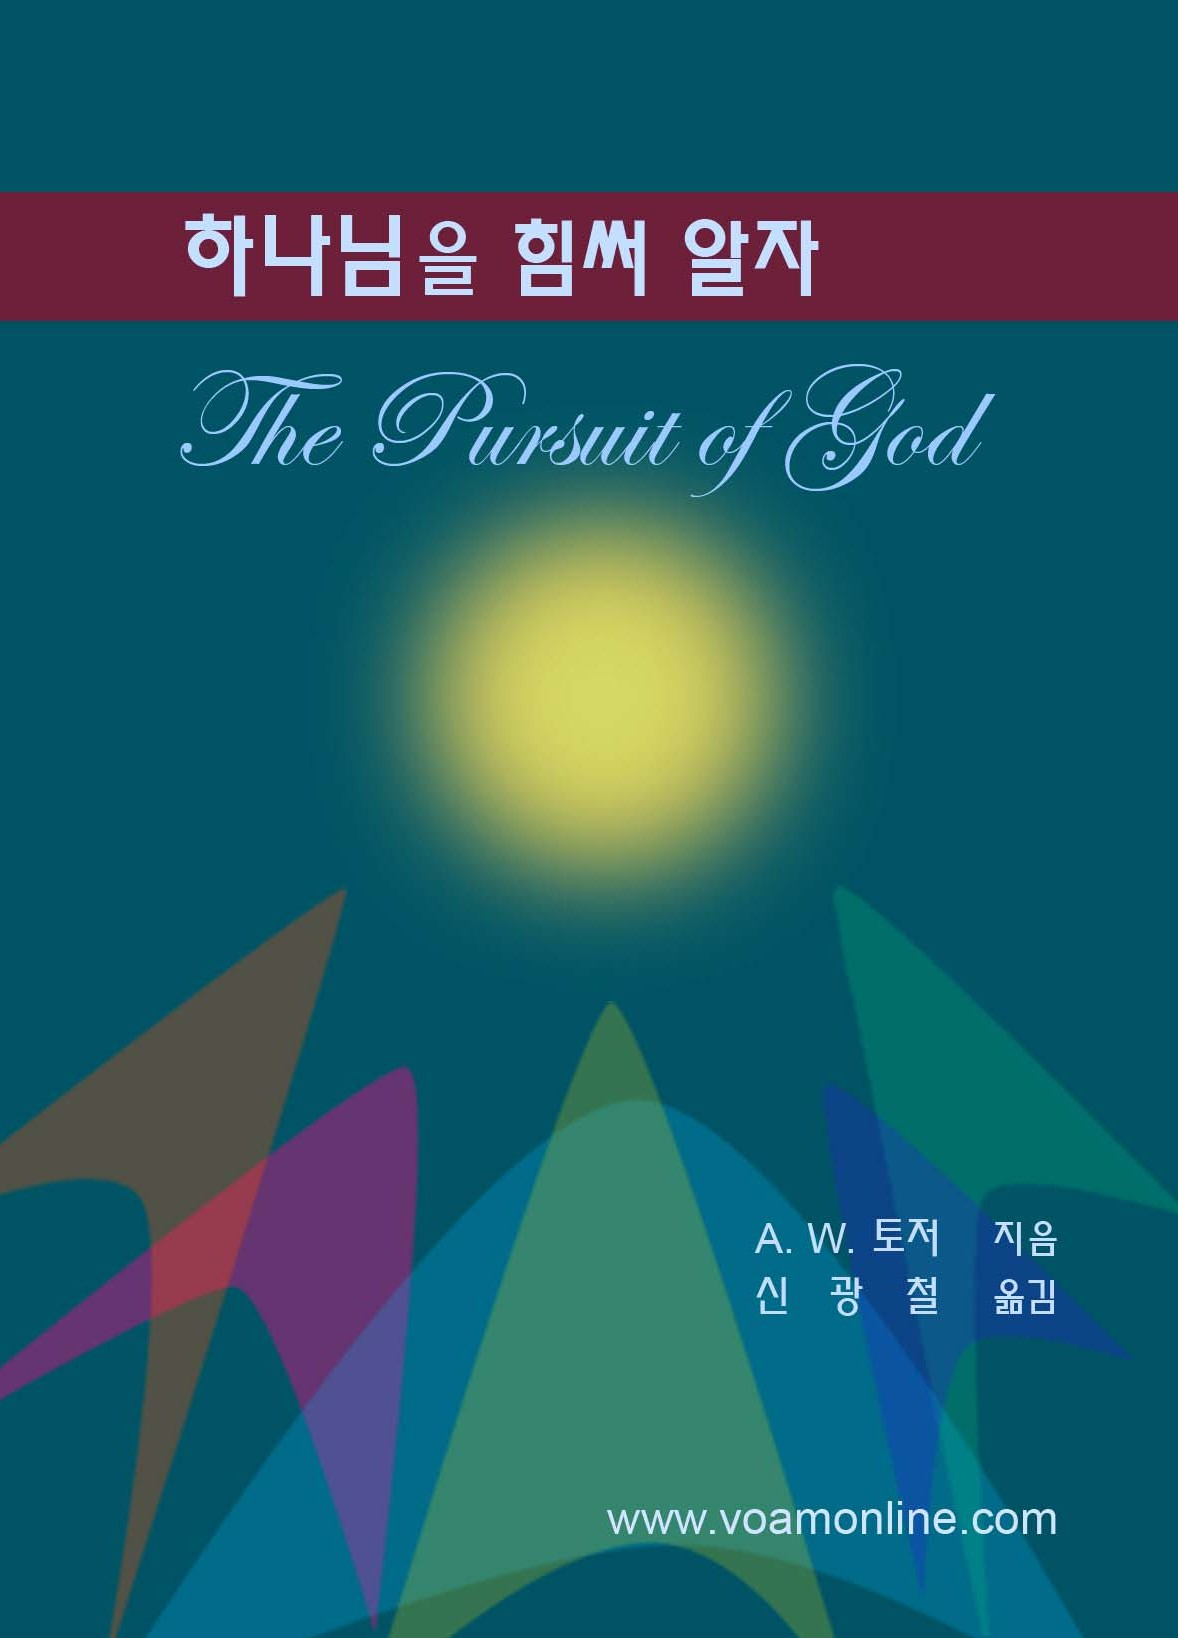 하나님을 힘써 알자
The Pursuit of God
A. W. 토저 지음
신 광 철 옮김
www.voamonline.com